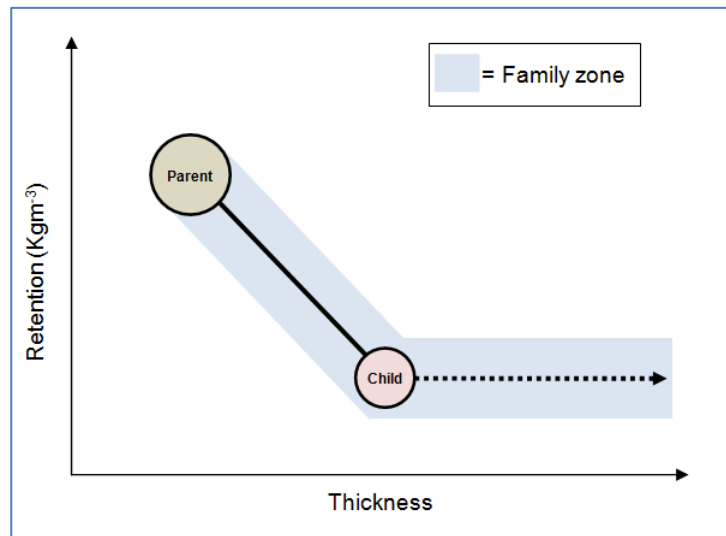 = Family zone
Parent
Retention (Kgm-3)
Child
Thickness